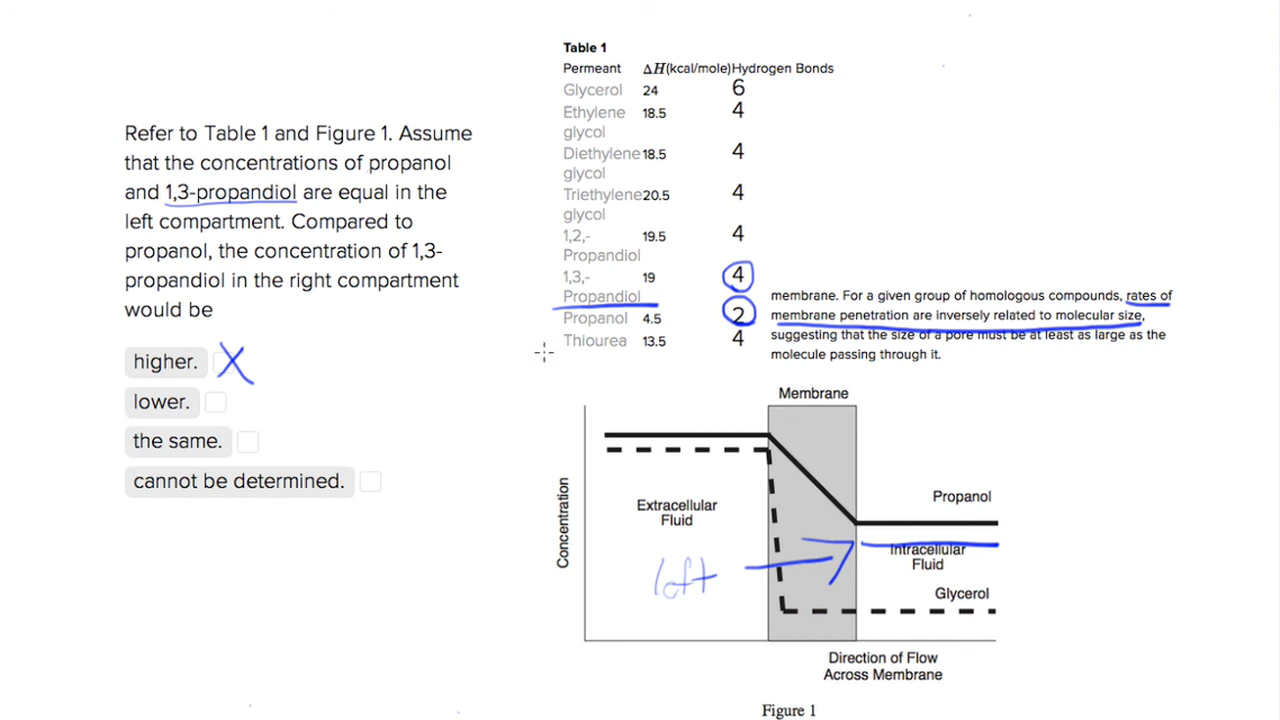 Refer to Table 1 and Figure 1. Assume
that the concentrations of propanol
and 1,3-propandiol are equal in the
left compartment. Compared to
propanol, the concentration of 1,3-
propandiol in the right compartment
would be
higher. X
lower.
the same.
cannot be determined.
Table 1
Permeant ΔH(kcal/mole) Hydrogen Bonds
Glycerol 24 6
Ethylene 18.5 4
glycol
Diethylene 18.5 4
glycol
Triethylene 20.5 4
glycol
1,2,- 19.5 4
Propandiol
1,3,- 19 4
Propandiol
Propanol 4.5 2
Thiourea 13.5 4
membrane. For a given group of homologous compounds, rates of
membrane penetration are inversely related to molecular size,
suggesting that the size of a pore must be at least as large as the
molecule passing through it.
Membrane
Concentration
Extracellular
Fluid
left
Propanol
Intracellular
Fluid
Glycerol
Direction of Flow
Across Membrane
Figure 1